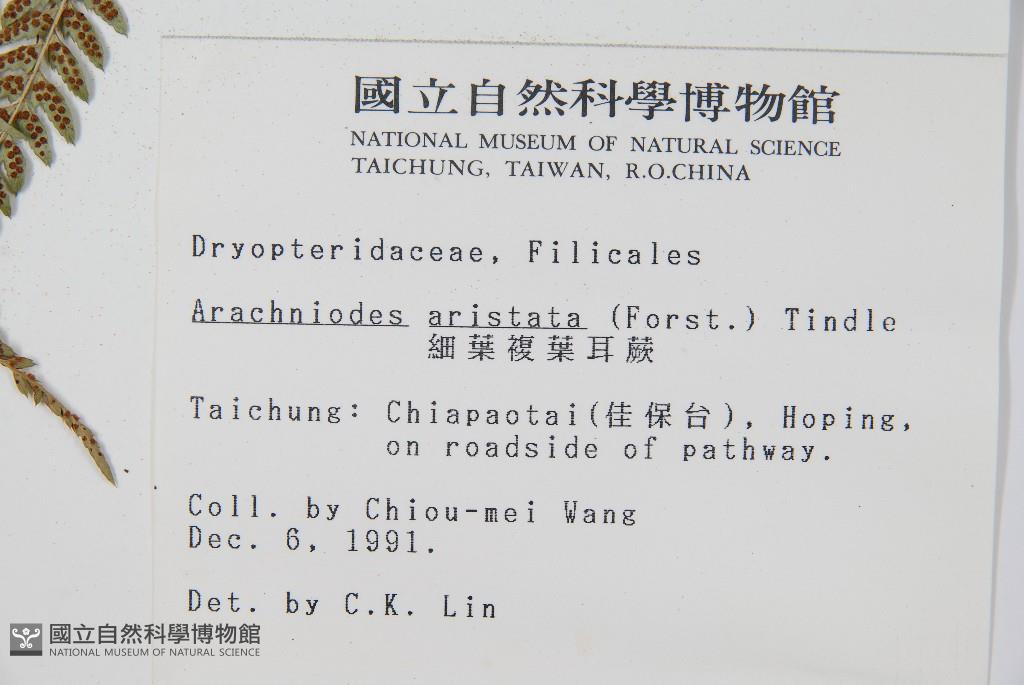 國立自然科學博物館
NATIONAL MUSEUM OF NATURAL SCIENCE
TAICHUNG, TAIWAN, R.O.CHINA
Dryopteridaceae, Filicales
Arachniodes aristata (Forst.) Tindle
細葉複葉耳蕨
Taichung: Chiapaotai(佳保台), Hoping,
on roadside of pathway.
Coll. by Chiou-mei Wang
Dec. 6, 1991.
Det. by C.K. Lin
國立自然科學博物館
NATIONAL MUSEUM OF NATURAL SCIENCE